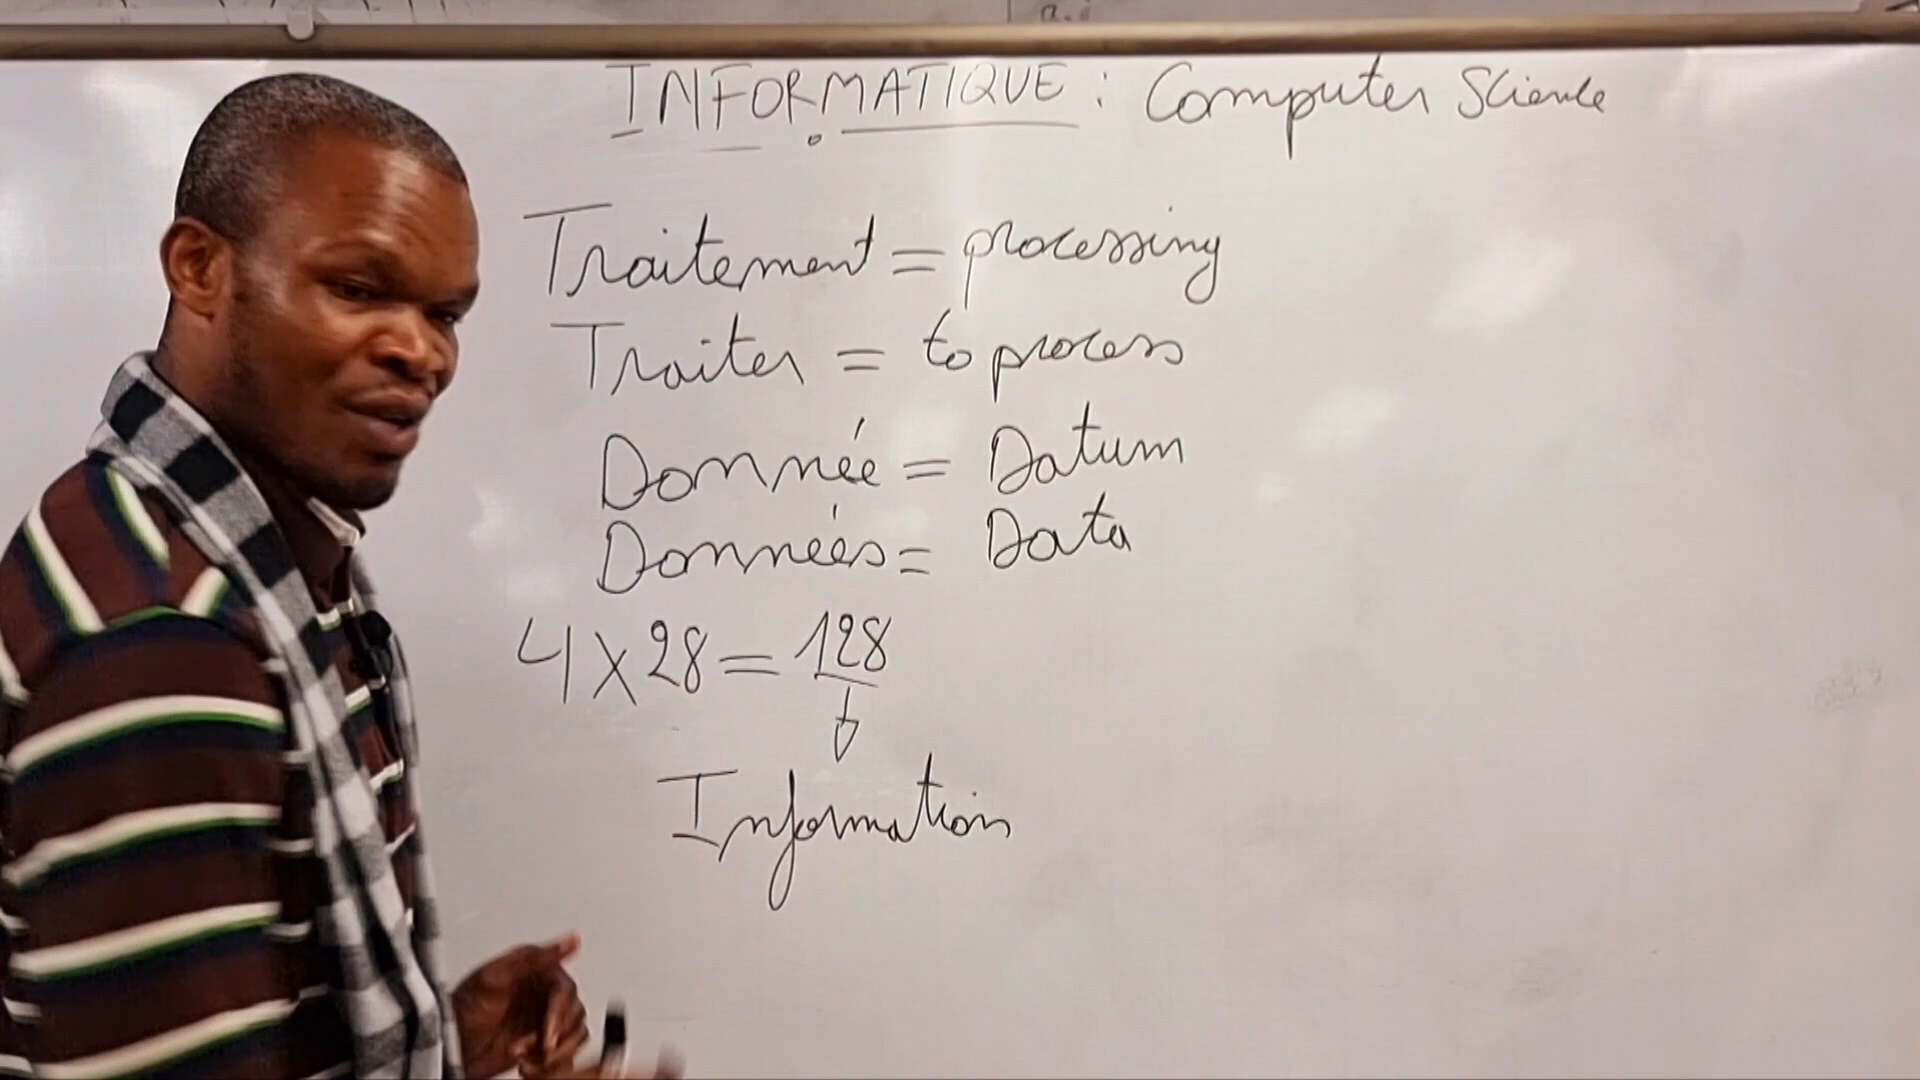 INFORMATIQUE : Computer Science
Traitement = processing
Traiter = to process
Donnée = Datum
Données = Data
4 X 28 = 128
Information